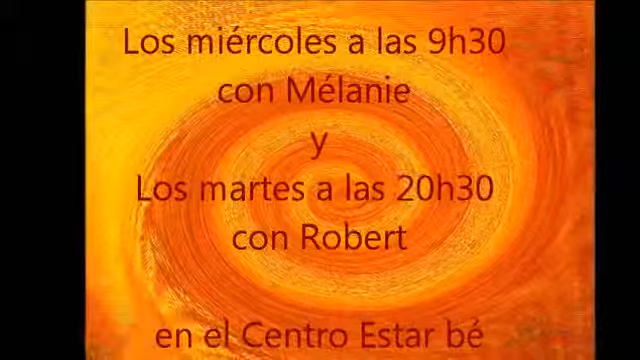 Los miércoles a las 9h30
con Mélanie
y
Los martes a las 20h30
con Robert
en el Centro Estar bé